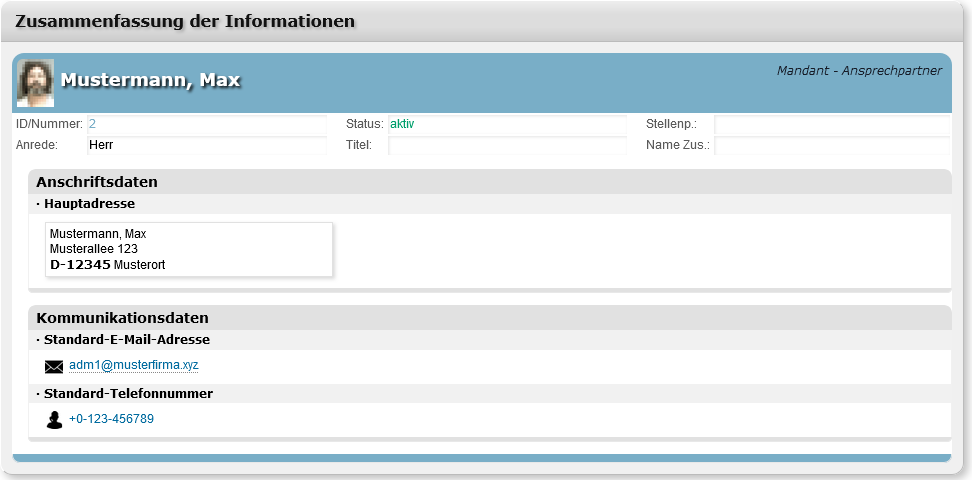 Zusammenfassung der Informationen
Mustermann, Max
Mandant - Ansprechpartner
ID/Nummer: 2 Status: aktiv Stellenp.:
Anrede: Herr Titel: Name Zus.:
Anschriftsdaten
· Hauptadresse
Mustermann, Max
Musterallee 123
D-12345 Musterort
Kommunikationsdaten
· Standard-E-Mail-Adresse
adm1@musterfirma.xyz
· Standard-Telefonnummer
+0-123-456789